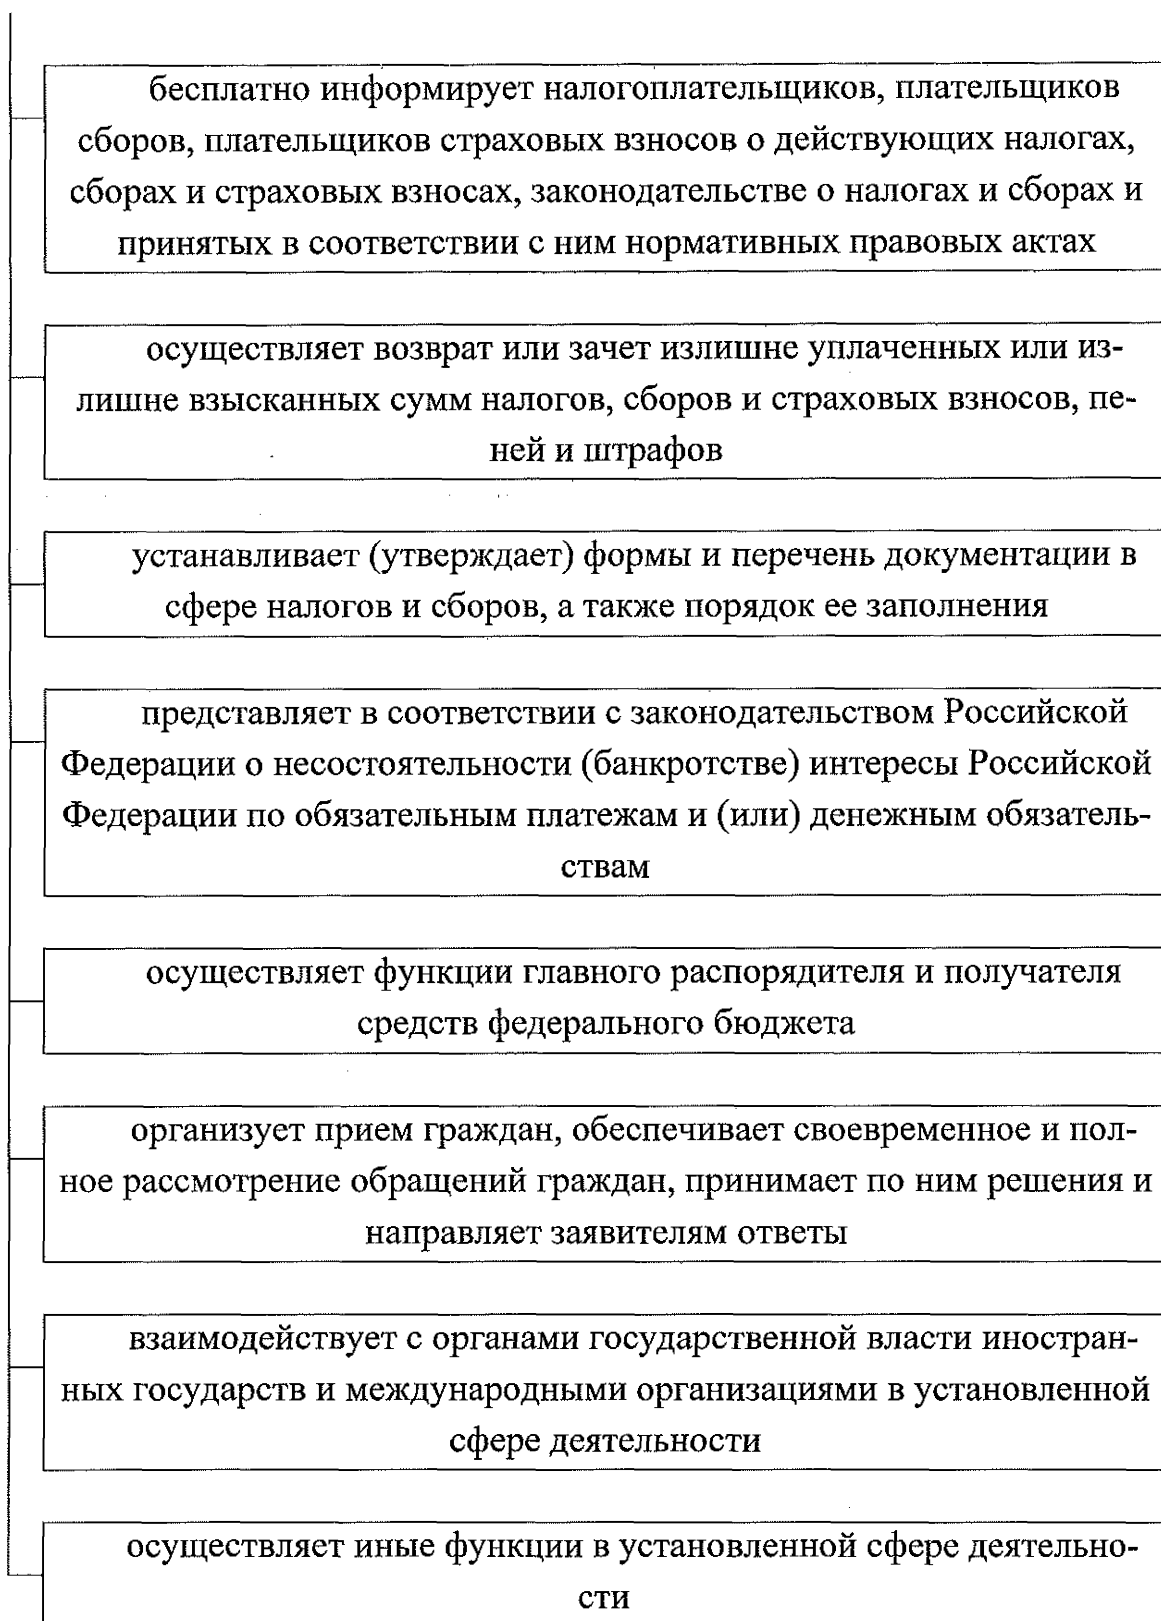 бесплатно информирует налогоплательщиков, плательщиков
сборов, плательщиков страховых взносов о действующих налогах,
сборах и страховых взносах, законодательстве о налогах и сборах и
принятых в соответствии с ним нормативных правовых актах
осуществляет возврат или зачет излишне уплаченных или из-
лишне взысканных сумм налогов, сборов и страховых взносов, пе-
ней и штрафов
устанавливает (утверждает) формы и перечень документации в
сфере налогов и сборов, а также порядок ее заполнения
представляет в соответствии с законодательством Российской
Федерации о несостоятельности (банкротстве) интересы Российской
Федерации по обязательным платежам и (или) денежным обязатель-
ствам
осуществляет функции главного распорядителя и получателя
средств федерального бюджета
организует прием граждан, обеспечивает своевременное и пол-
ное рассмотрение обращений граждан, принимает по ним решения и
направляет заявителям ответы
взаимодействует с органами государственной власти иностран-
ных государств и международными организациями в установленной
сфере деятельности
осуществляет иные функции в установленной сфере деятельно-
сти